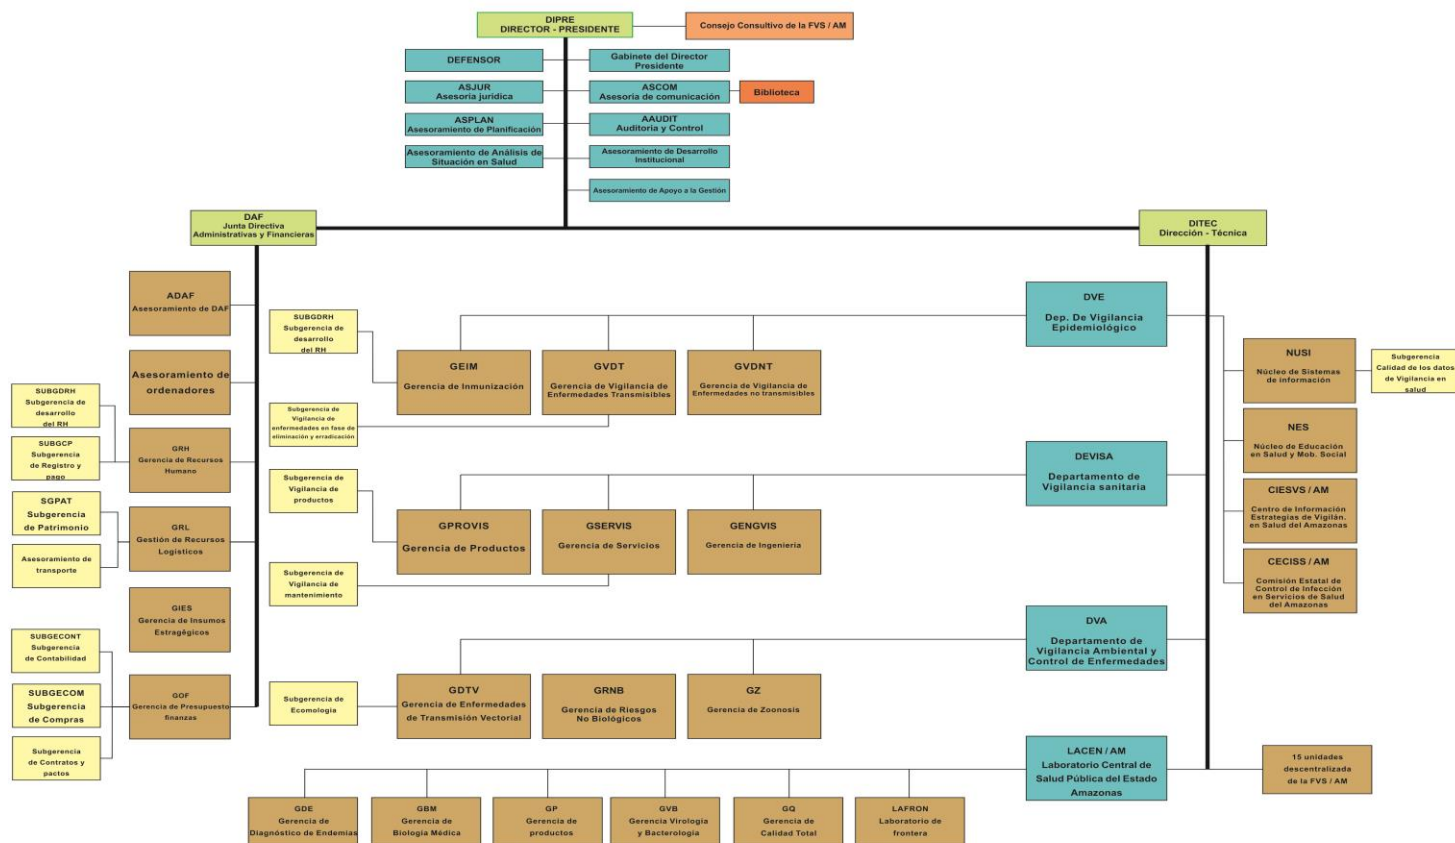 DIPRE
DIRECTOR - PRESIDENTE
Consejo Consultivo de la FVS / AM
DEFENSOR
Gabinete del Director
Presidente
ASJUR
Asesoria juridica
ASCOM
Asesoria de comunicación
Biblioteca
ASPLAN
Asesoramiento de Planificación
AAUDIT
Auditoria y Control
Asesoramiento de Análisis de
Situación en Salud
Asesoramiento de Desarrollo
Institucional
Asesoramiento de Apoyo a la Gestión
DAF
Junta Directiva
Administrativas y Financieras
DITEC
Dirección - Técnica
ADAF
Asesoramiento de DAF
Asesoramiento de
ordenadores
SUBGDRH
Subgerencia de
desarrollo
del RH
SUBGCP
Subgerencia
de Registro y
pago
GRH
Gerencia de Recursos
Humano
SGPAT
Subgerencia
de Patrimonio
Asesoramiento de
transporte
GRL
Gestión de Recursos
Logísticos
GIES
Gerencia de Insumos
Estragêgicos
SUBGECONT
Subgerencia
de Contabilidad
SUBGECOM
Subgerencia
de Compras
Subgerencia
de Contratos y
pactos
GOF
Gerencia de Presupuesto
finanzas
DVE
Dep. De Vigilancia
Epidemiológico
SUBGDRH
Subgerencia de
desarrollo
del RH
GEIM
Gerencia de Inmunización
GVDT
Gerencia de Vigilancia de
Enfermedades Transmisibles
GVDNT
Gerencia de Vigilancia de
Enfermedades no transmisibles
Subgerencia de
Vigilancia de
enfermedades en fase de
eliminación y erradicación
NUSI
Núcleo de Sistemas
de información
Subgerencia
Calidad de los datos
de Vigilancia en
salud
NES
Núcleo de Educación
en Salud y Mob. Social
CIESVS / AM
Centro de Información
Estrategias de Vigilán.
en Salud del Amazonas
CECISS / AM
Comisión Estatal de
Control de Infección
en Servicios de Salud
del Amazonas
DEVISA
Departamento de
Vigilancia sanitaria
Subgerencia de
Vigilancia de
productos
GPROVIS
Gerencia de Productos
GSERVIS
Gerencia de Servicios
GENGVIS
Gerencia de Ingenieria
Subgerencia de
Vigilancia de
mantenimiento
DVA
Departamento de
Vigilancia Ambiental y
Control de Enfermedades
Subgerencia de
Ecomologia
GDTV
Gerencia de Enfermedades
de Transmisión Vectorial
GRNB
Gerencia de Riesgos
No Biológicos
GZ
Gerencia de Zoonosis
LACEN / AM
Laboratorio Central de
Salud Pública del Estado
Amazonas
15 unidades
descentralizada
de la FVS / AM
GDE
Gerencia de
Diagnóstico de Endemias
GBM
Gerencia de
Biología Médica
GP
Gerencia de
productos
GVB
Gerencia Virología
y Bacterología
GQ
Gerencia de
Calidad Total
LAFRON
Laboratorio de
frontera